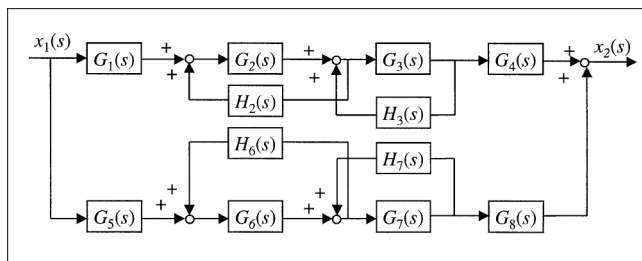 x₁(s) G₁(s) + + G₂(s) + + G₃(s) G₄(s) + + x₂(s)
H₂(s) H₃(s)
H₆(s) H₇(s)
G₅(s) + + G₆(s) + + G₇(s) G₈(s)